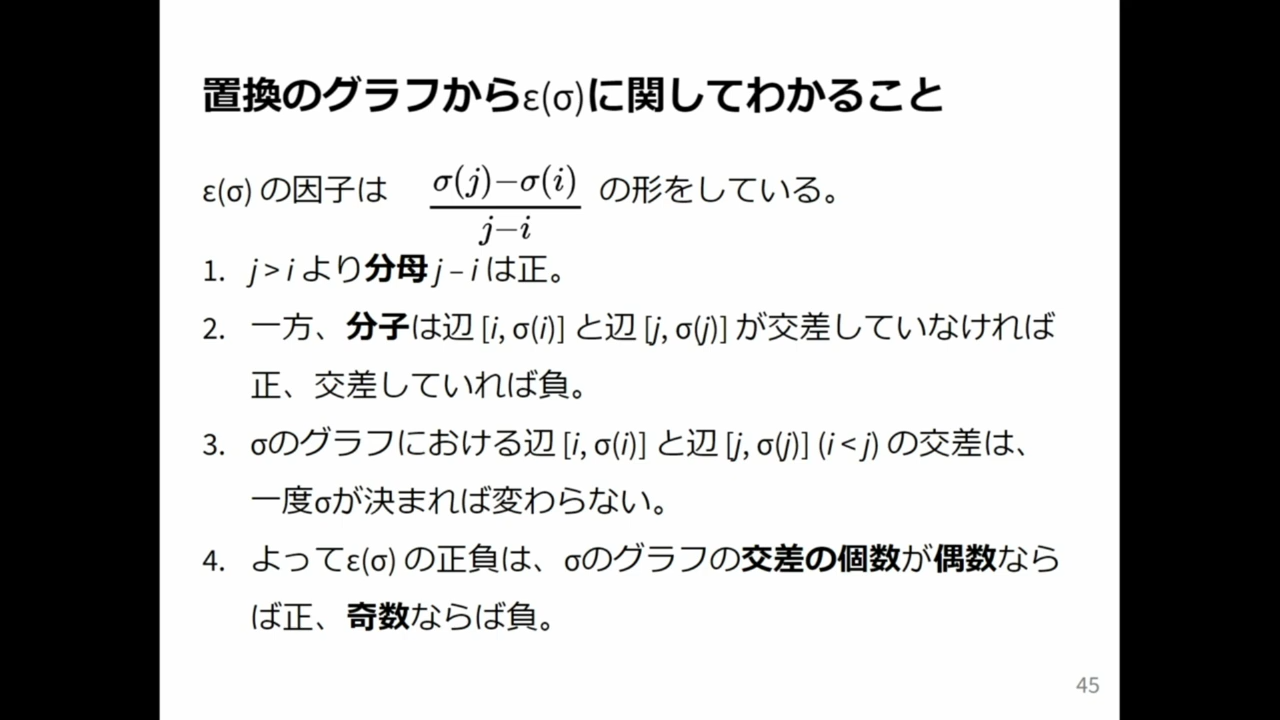 置換のグラフからε(σ)に関してわかること
ε(σ) の因子は σ(j)−σ(i) / j−i の形をしている。
1. j > i より分母 j – i は正。
2. 一方、分子は辺 [i, σ(i)] と辺 [j, σ(j)] が交差していなければ
正、交差していれば負。
3. σのグラフにおける辺 [i, σ(i)] と辺 [j, σ(j)] (i < j) の交差は、
一度σが決まれば変わらない。
4. よってε(σ) の正負は、σのグラフの交差の個数が偶数なら
ば正、奇数ならば負。
45